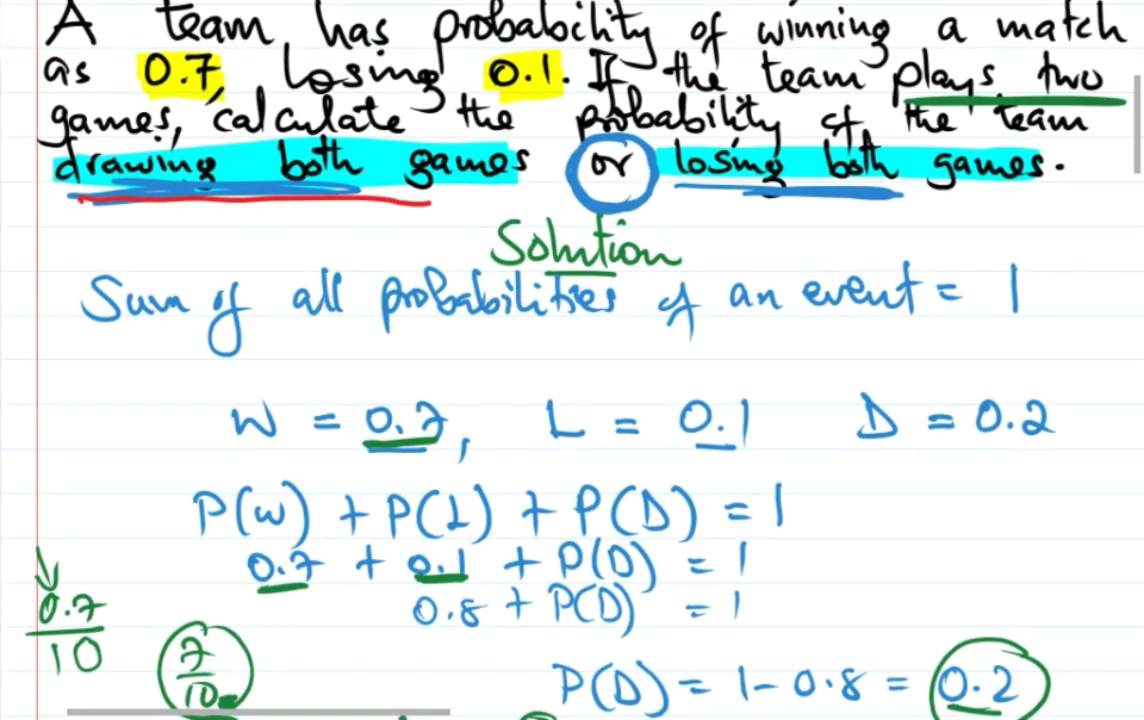 A team has probability of winning a match
as 0.7, losing 0.1. If the team plays two
games, calculate the probability of the team
drawing both games or losing both games.
Solution
Sum of all probabilities of an event = 1
W = 0.7, L = 0.1 D = 0.2
P(W) + P(L) + P(D) = 1
0.7 + 0.1 + P(D) = 1
0.8 + P(D) = 1
0.7
10
7
10
P(D) = 1 - 0.8 = 0.2